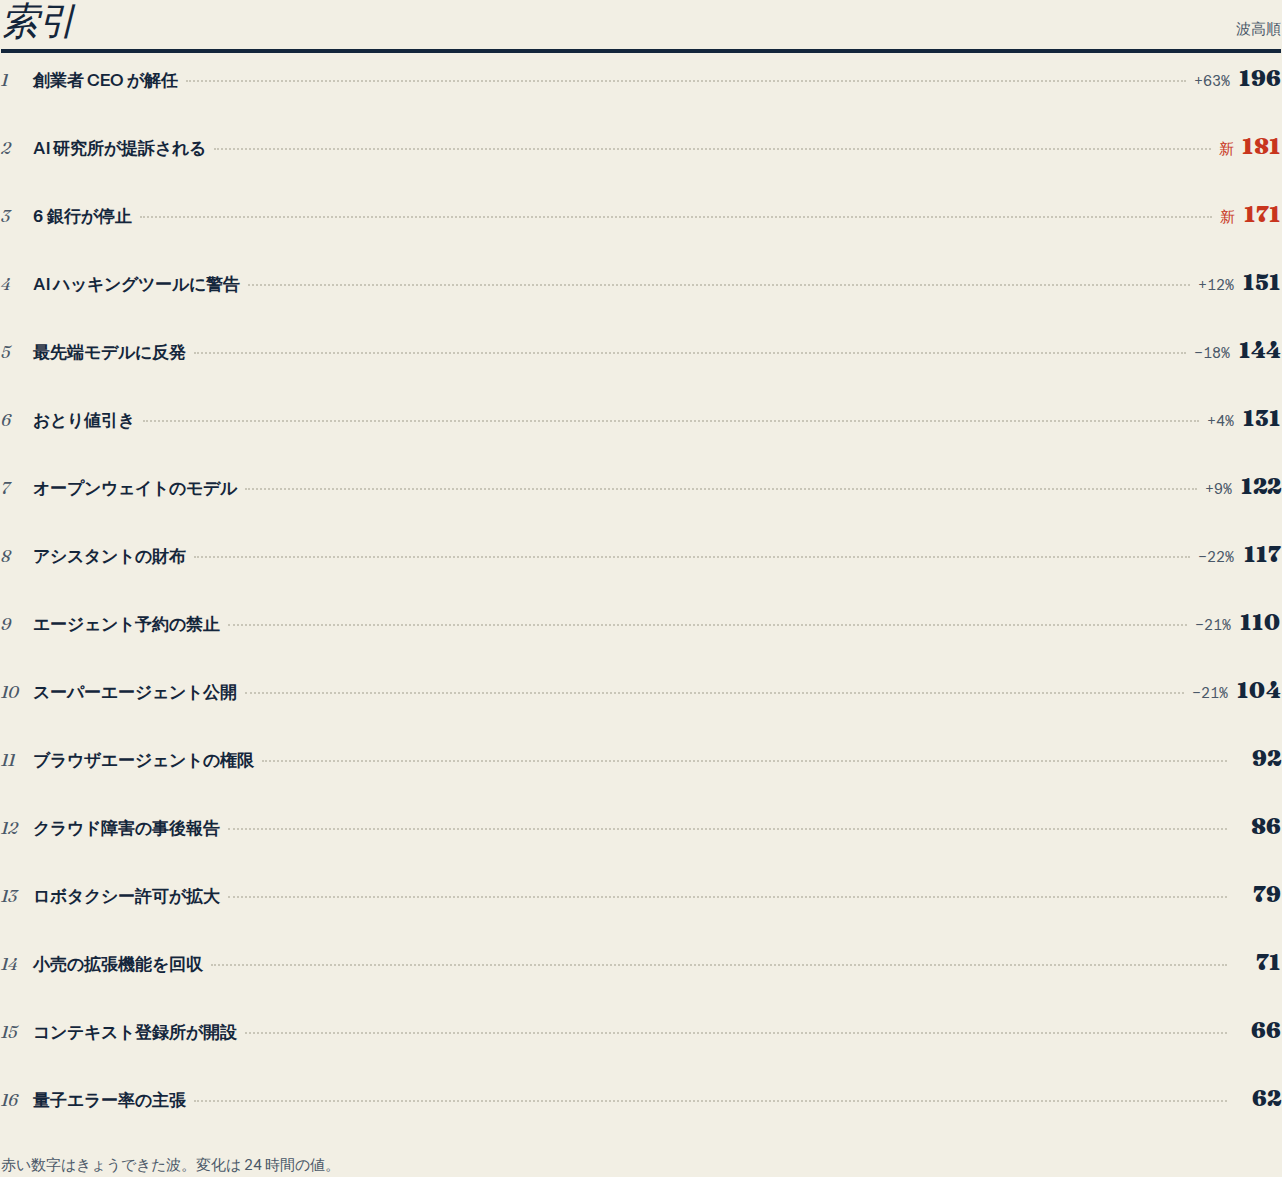 索引
波高順
1 創業者 CEO が解任 +63% 196
2 AI 研究所が提訴される 新 181
3 6 銀行が停止 新 171
4 AI ハッキングツールに警告 +12% 151
5 最先端モデルに反発 −18% 144
6 おとり値引き +4% 131
7 オープンウェイトのモデル +9% 122
8 アシスタントの財布 −22% 117
9 エージェント予約の禁止 −21% 110
10 スーパーエージェント公開 −21% 104
11 ブラウザエージェントの権限 92
12 クラウド障害の事後報告 86
13 ロボタクシー許可が拡大 79
14 小売の拡張機能を回収 71
15 コンテキスト登録所が開設 66
16 量子エラー率の主張 62
赤い数字はきょうできた波。変化は 24 時間の値。